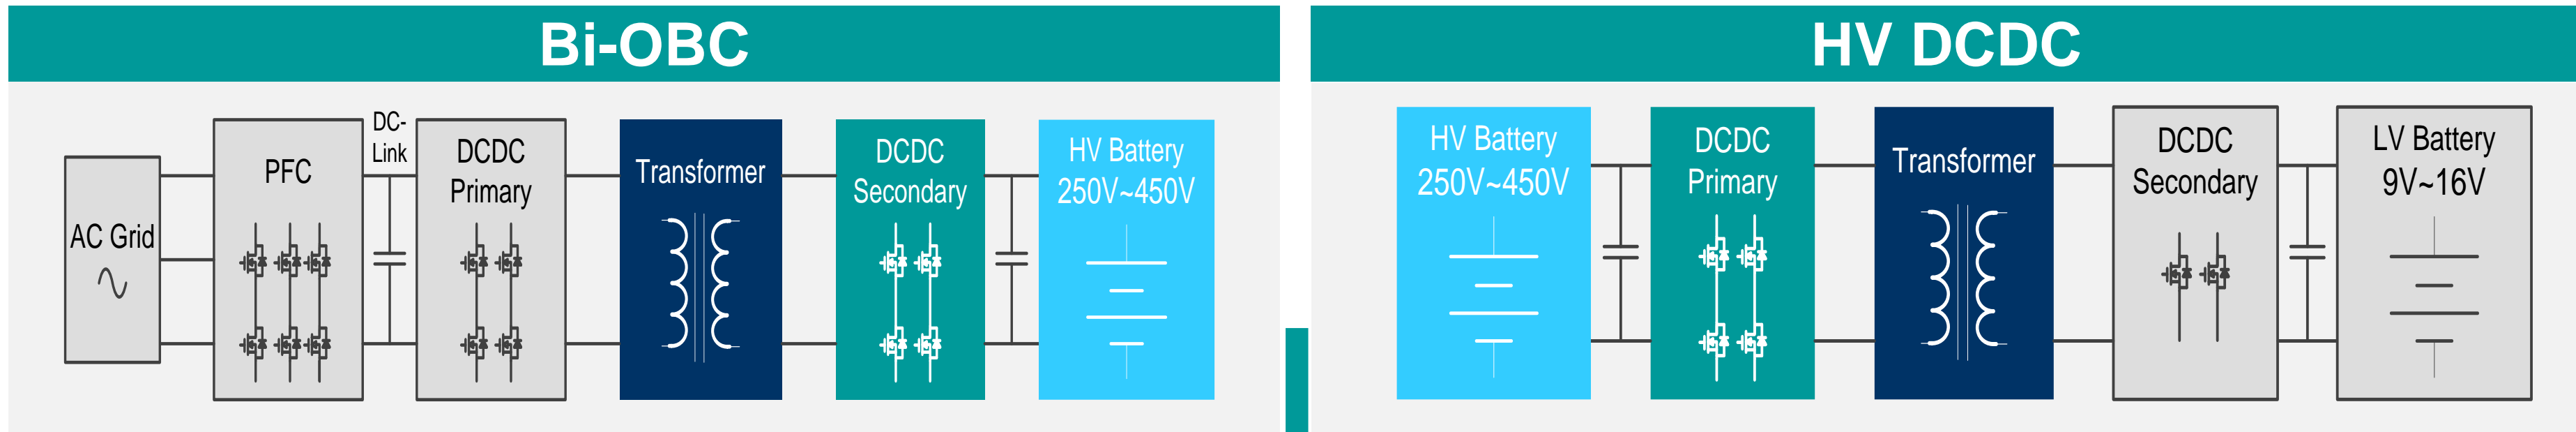 Bi-OBC
AC Grid
PFC
DC-
Link
DCDC
Primary
Transformer
DCDC
Secondary
HV Battery
250V~450V
HV DCDC
HV Battery
250V~450V
DCDC
Primary
Transformer
DCDC
Secondary
LV Battery
9V~16V